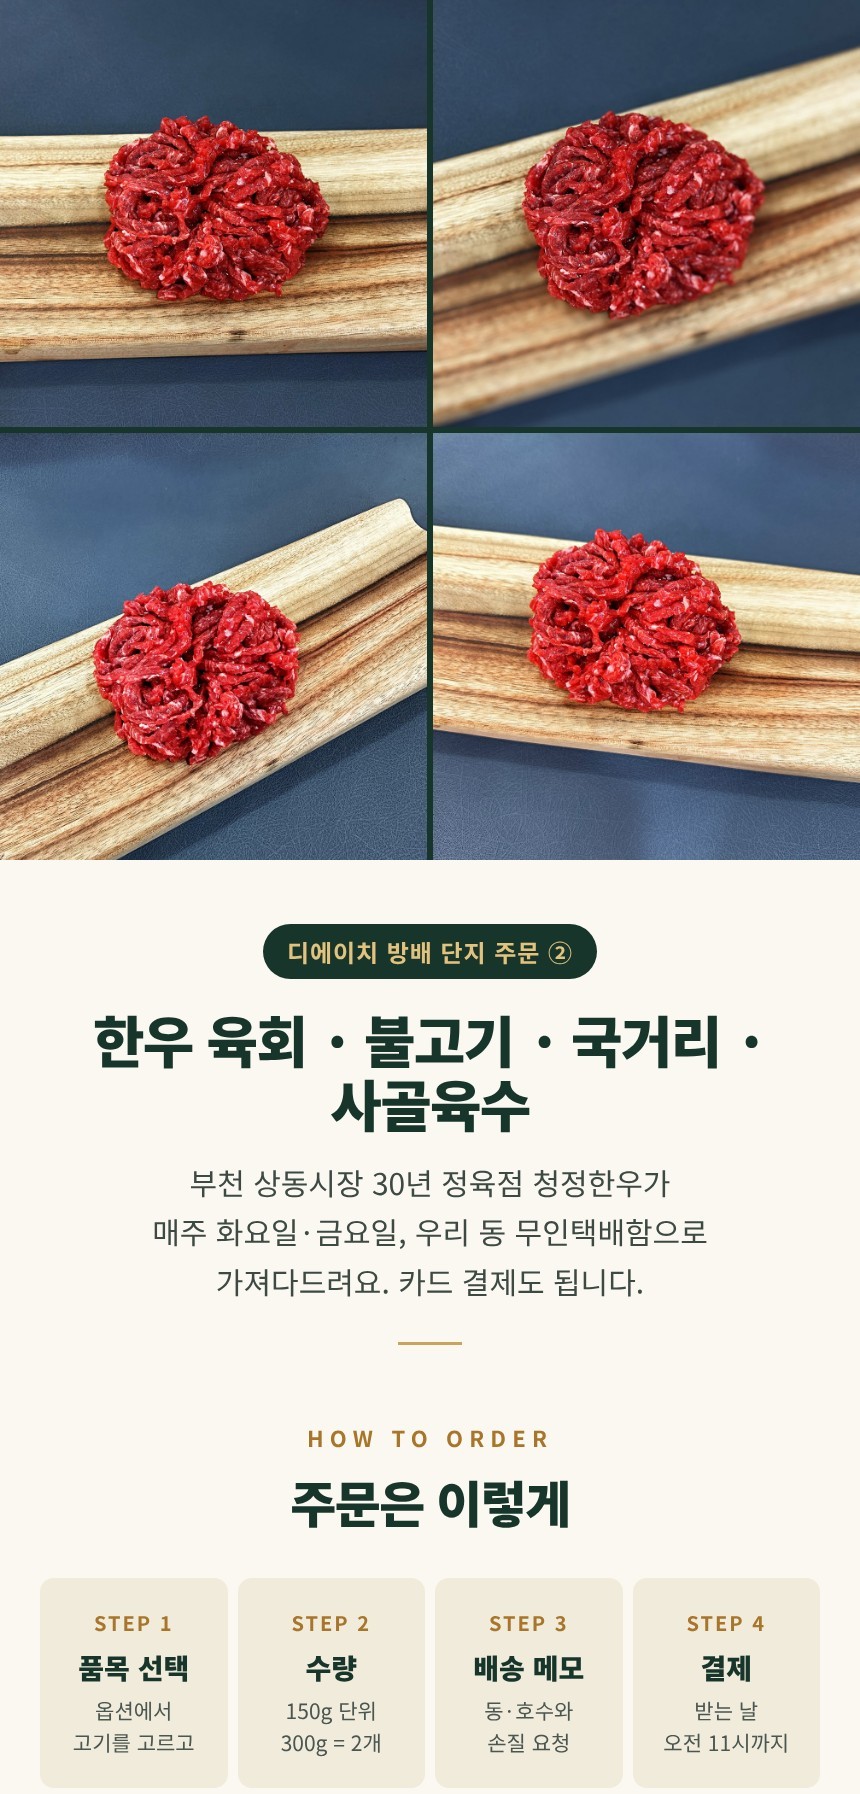 디에이치 방배 단지 주문 ②
한우 육회 · 불고기 · 국거리 ·
사골육수
부천 상동시장 30년 정육점 청정한우가
매주 화요일·금요일, 우리 동 무인택배함으로
가져다드려요. 카드 결제도 됩니다.
HOW TO ORDER
주문은 이렇게
STEP 1
품목 선택
옵션에서
고기를 고르고
STEP 2
수량
150g 단위
300g = 2개
STEP 3
배송 메모
동·호수와
손질 요청
STEP 4
결제
받는 날
오전 11시까지